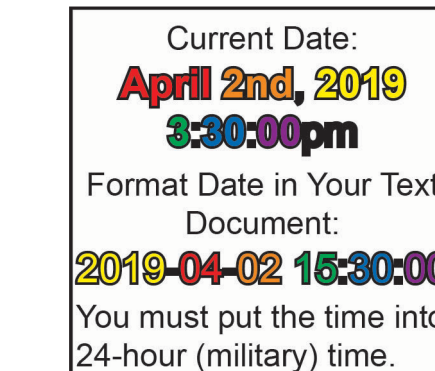 Current Date:
April 2nd, 2019
3:30:00pm
Format Date in Your Text
Document:
2019-04-02 15:30:00
You must put the time into
24-hour (military) time.